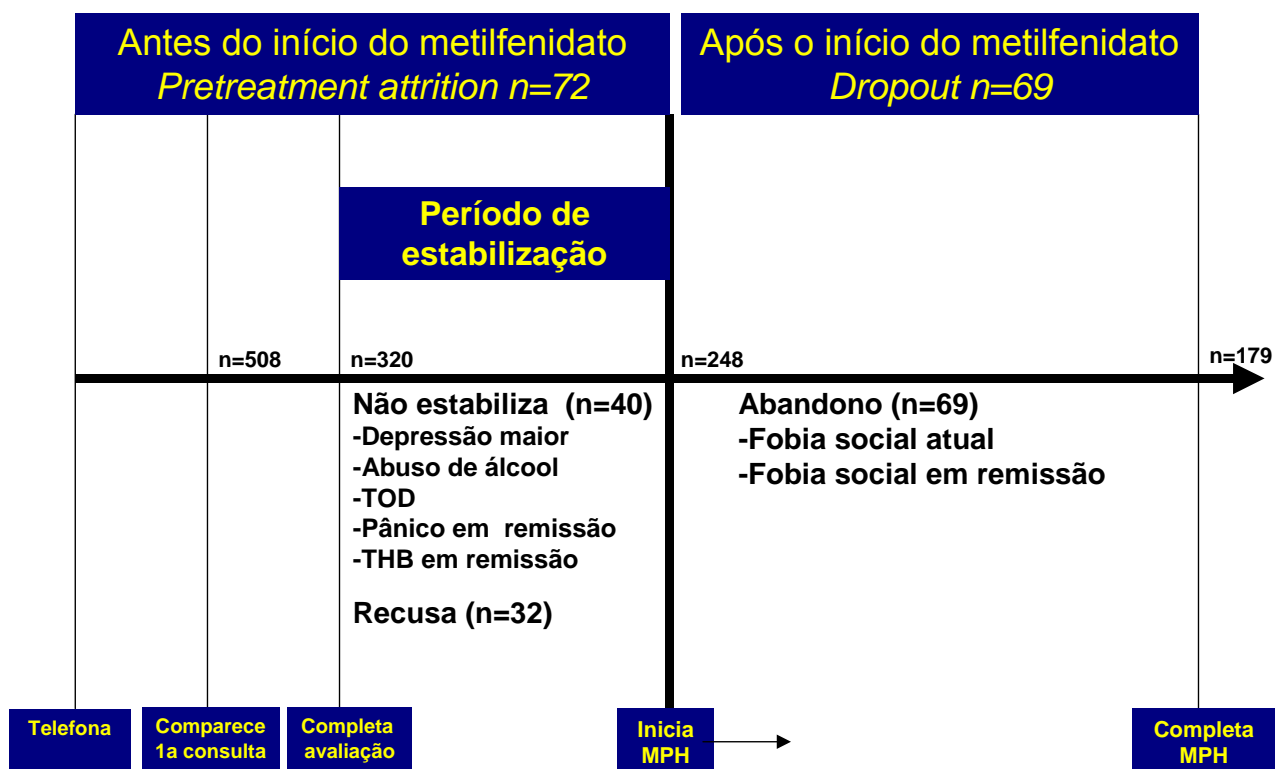 Antes do início do metilfenidato
Pretreatment attrition n=72
Após o início do metilfenidato
Dropout n=69
Período de
estabilização
n=508
n=320
n=248
n=179
Não estabiliza (n=40)
-Depressão maior
-Abuso de álcool
-TOD
-Pânico em remissão
-THB em remissão
Recusa (n=32)
Abandono (n=69)
-Fobia social atual
-Fobia social em remissão
Telefona
Comparece
1a consulta
Completa
avaliação
Inicia
MPH
Completa
MPH